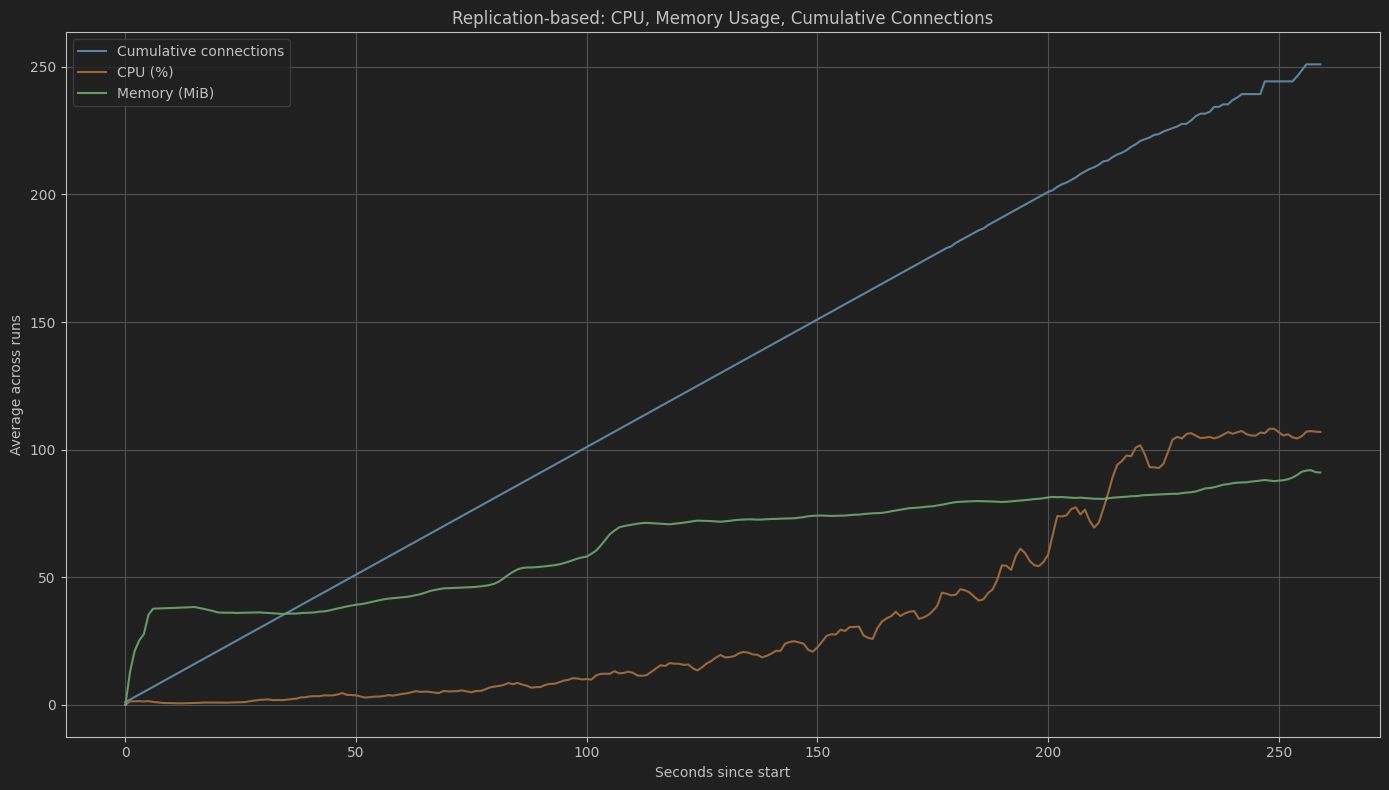 Replication-based: CPU, Memory Usage, Cumulative Connections
Cumulative connections
CPU (%)
Memory (MiB)
250
200
150
100
50
0
Average across runs
0 50 100 150 200 250
Seconds since start